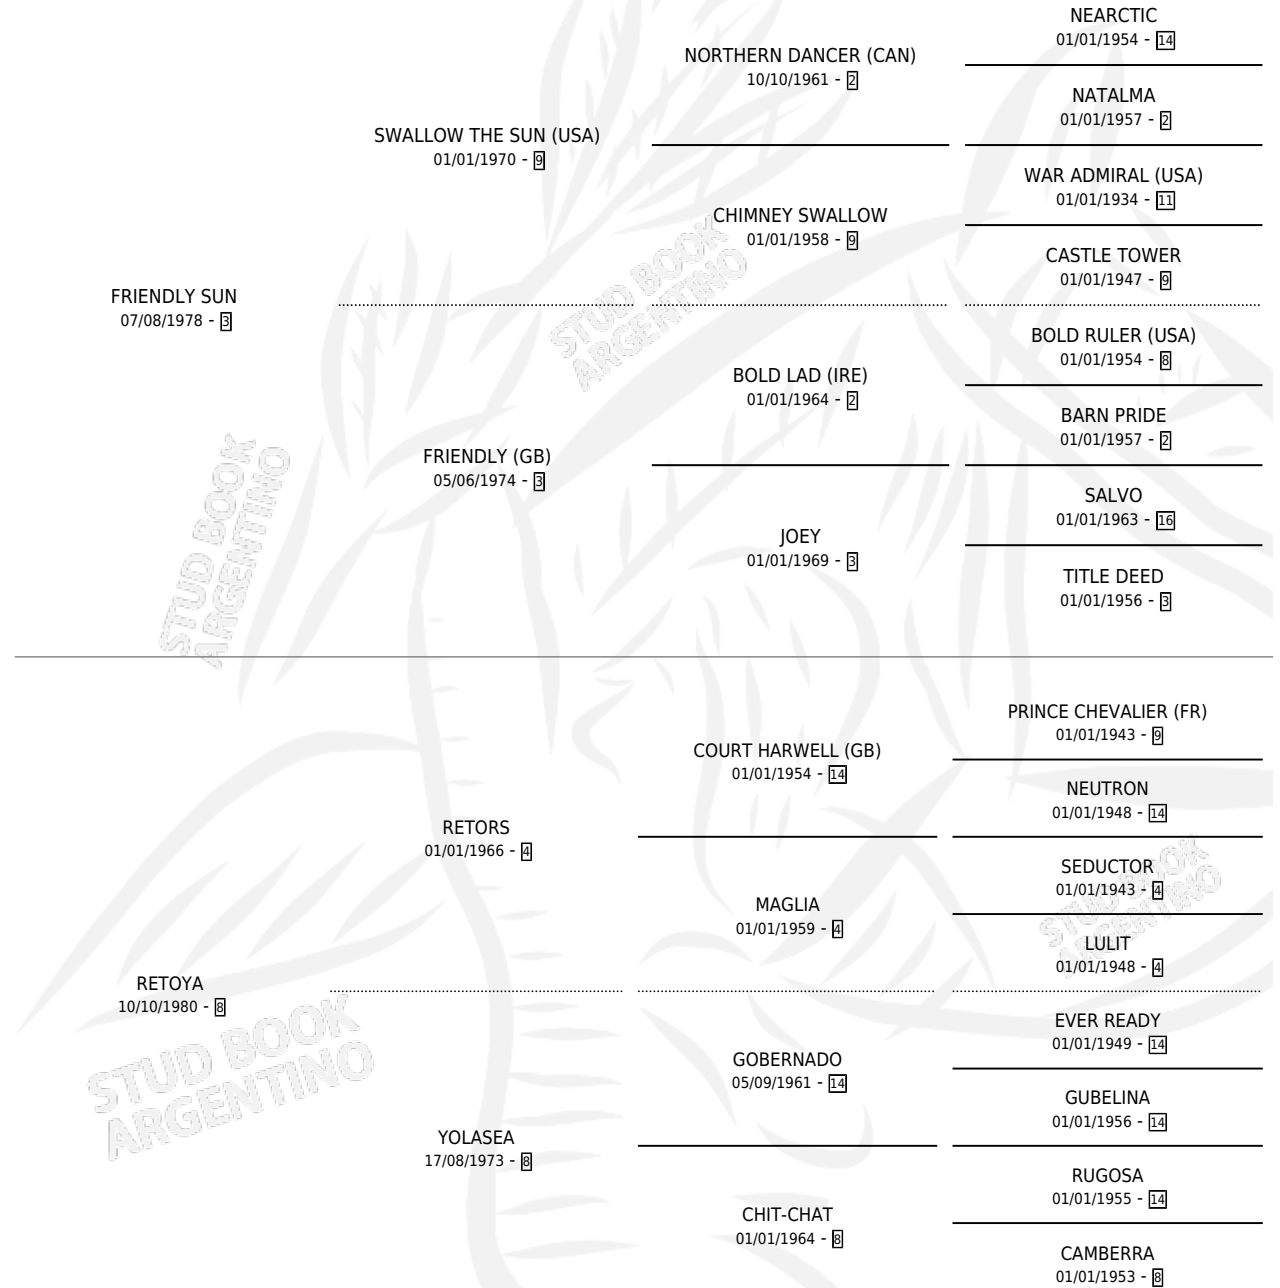 NEARCTIC
01/01/1954 - 14
NORTHERN DANCER (CAN)
10/10/1961 - 2
NATALMA
01/01/1957 - 2
SWALLOW THE SUN (USA)
01/01/1970 - 9
WAR ADMIRAL (USA)
01/01/1934 - 11
CHIMNEY SWALLOW
01/01/1958 - 9
CASTLE TOWER
01/01/1947 - 9
FRIENDLY SUN
07/08/1978 - 3
STUD BOOK
ARGENTINO
BOLD RULER (USA)
01/01/1954 - 8
BOLD LAD (IRE)
01/01/1964 - 2
BARN PRIDE
01/01/1957 - 2
FRIENDLY (GB)
05/06/1974 - 3
SALVO
01/01/1963 - 16
JOEY
01/01/1969 - 3
TITLE DEED
01/01/1956 - 3
STUD BOOK
ARGENTINO
PRINCE CHEVALIER (FR)
01/01/1943 - 9
COURT HARWELL (GB)
01/01/1954 - 14
NEUTRON
01/01/1948 - 14
RETORS
01/01/1966 - 4
SEDUCTOR
01/01/1943 - 4
MAGLIA
01/01/1959 - 4
LULIT
01/01/1948 - 4
STUD BOOK
ARGENTINO
RETOYA
10/10/1980 - 8
EVER READY
01/01/1949 - 14
GOBERNADO
05/09/1961 - 14
GUBELINA
01/01/1956 - 14
STUD BOOK
ARGENTINO
YOLASEA
17/08/1973 - 8
RUGOSA
01/01/1955 - 14
CHIT-CHAT
01/01/1964 - 8
CAMBERRA
01/01/1953 - 8